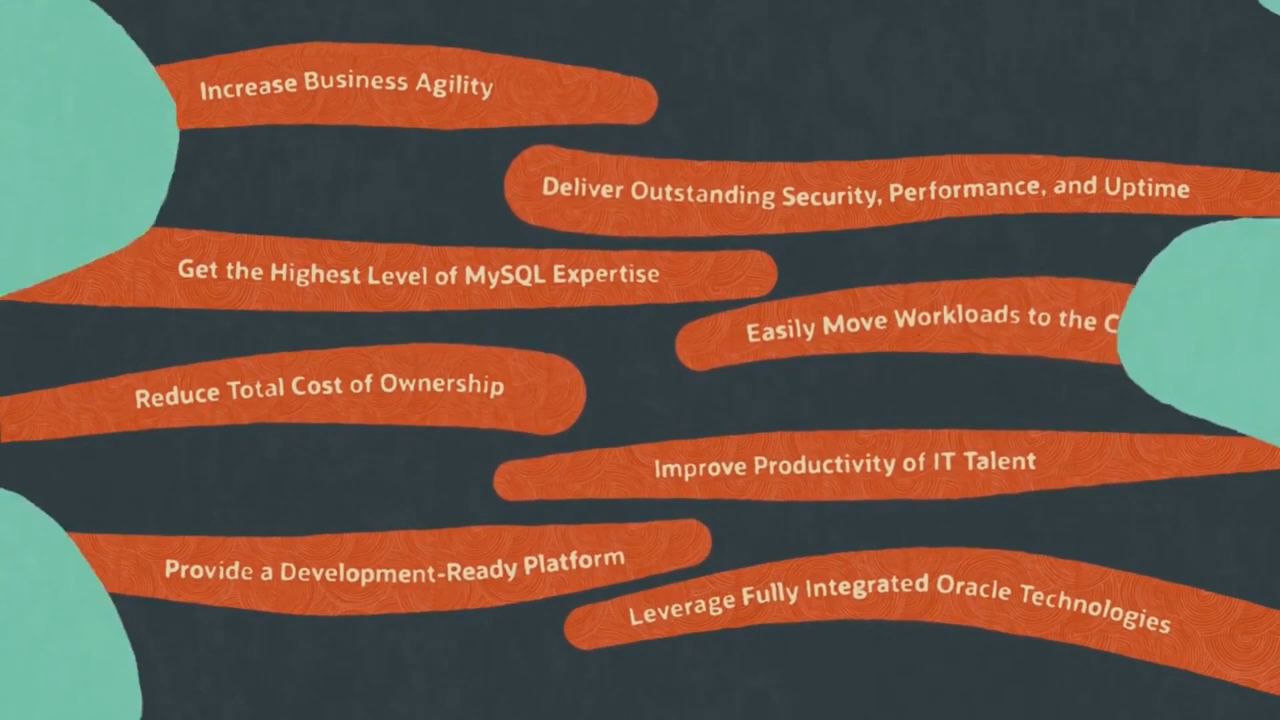 Increase Business Agility
Deliver Outstanding Security, Performance, and Uptime
Get the Highest Level of MySQL Expertise
Easily Move Workloads to the C
Reduce Total Cost of Ownership
Improve Productivity of IT Talent
Provide a Development-Ready Platform
Leverage Fully Integrated Oracle Technologies